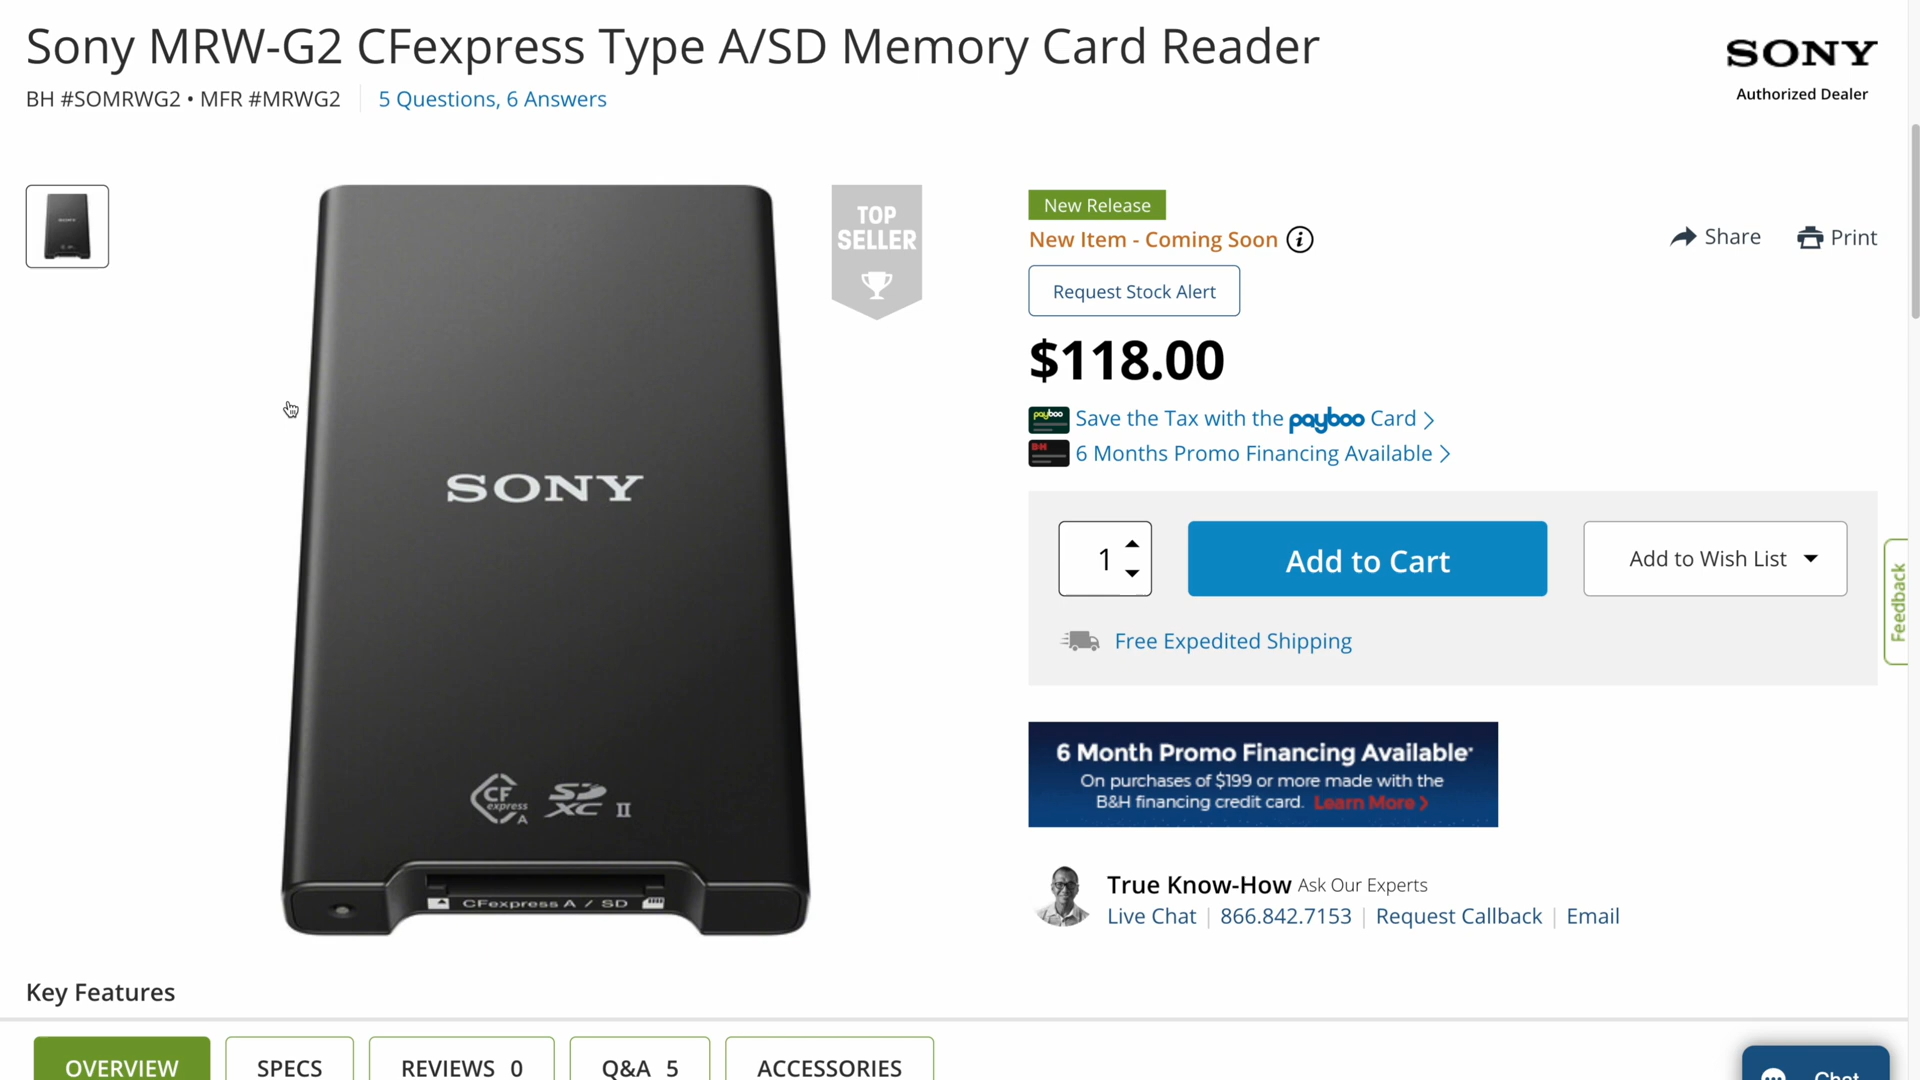 Sony MRW-G2 CFexpress Type A/SD Memory Card Reader
SONY
Authorized Dealer
BH #SOMRWG2 • MFR #MRWG2
5 Questions, 6 Answers
TOP
SELLER
SONY
CF
express
A
SD
XC II
CFexpress A / SD
New Release
New Item - Coming Soon
Share
Print
Request Stock Alert
$118.00
payboo
Save the Tax with the payboo Card
BH
6 Months Promo Financing Available
1
Add to Cart
Add to Wish List
Free Expedited Shipping
Feedback
6 Month Promo Financing Available*
On purchases of $199 or more made with the
B&H financing credit card. Learn More
True Know-How Ask Our Experts
Live Chat | 866.842.7153 | Request Callback | Email
Key Features
OVERVIEW
SPECS
REVIEWS 0
Q&A 5
ACCESSORIES
Chat